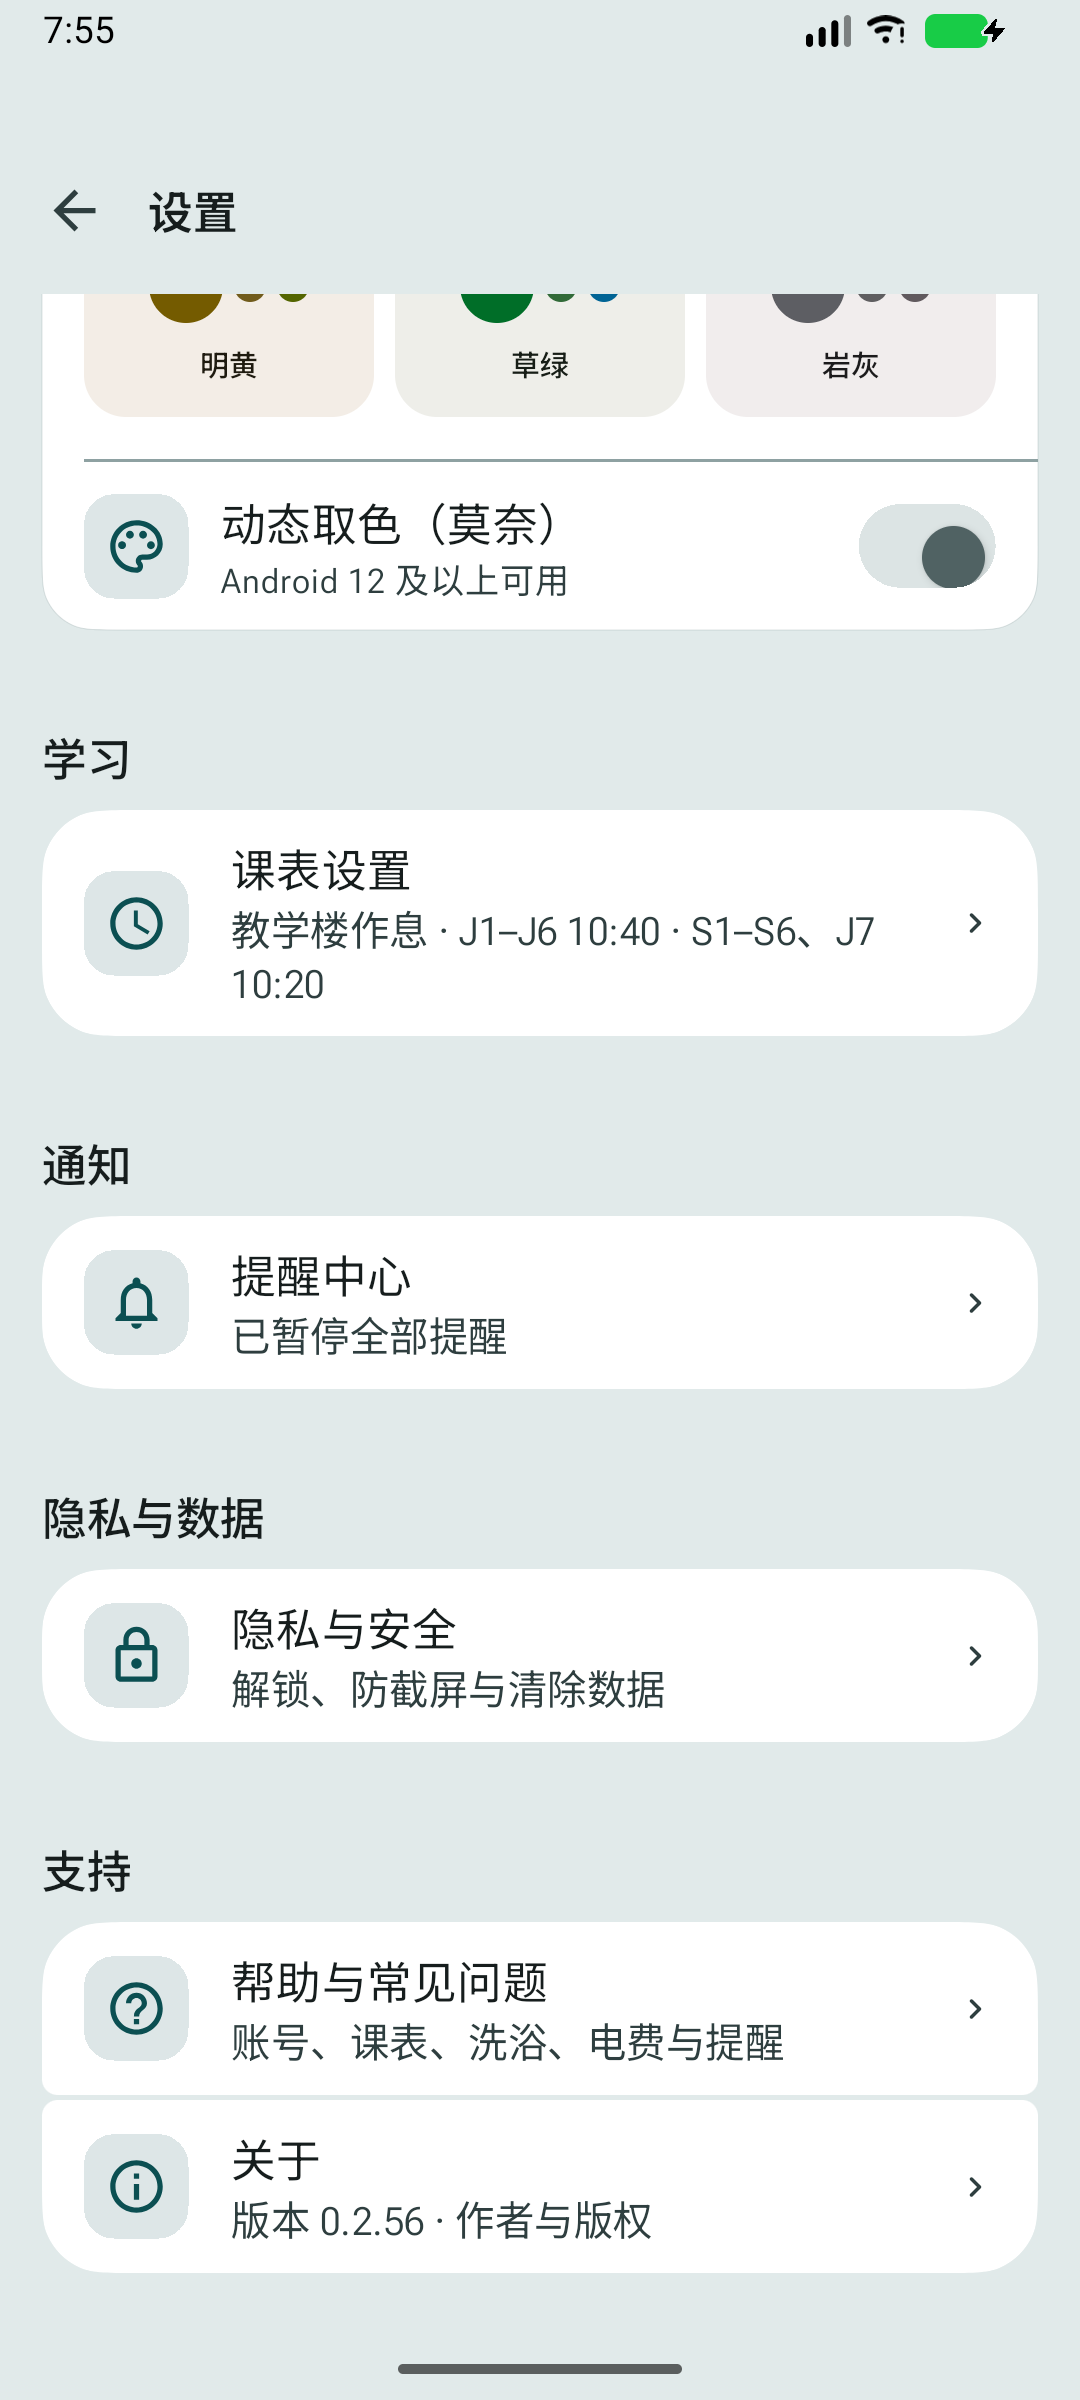 7:55
设置
明黄
草绿
岩灰
动态取色（莫奈）
Android 12 及以上可用
学习
课表设置
教学楼作息 · J1–J6 10:40 · S1–S6、J7
10:20
通知
提醒中心
已暂停全部提醒
隐私与数据
隐私与安全
解锁、防截屏与清除数据
支持
帮助与常见问题
账号、课表、洗浴、电费与提醒
关于
版本 0.2.56 · 作者与版权